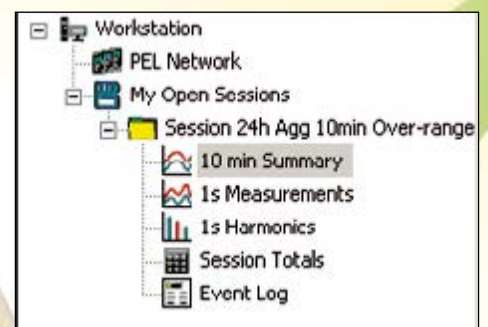 Workstation
PEL Network
My Open Sessions
Session 24h Agg 10min Over-range
10 min Summary
1s Measurements
1s Harmonics
Session Totals
Event Log